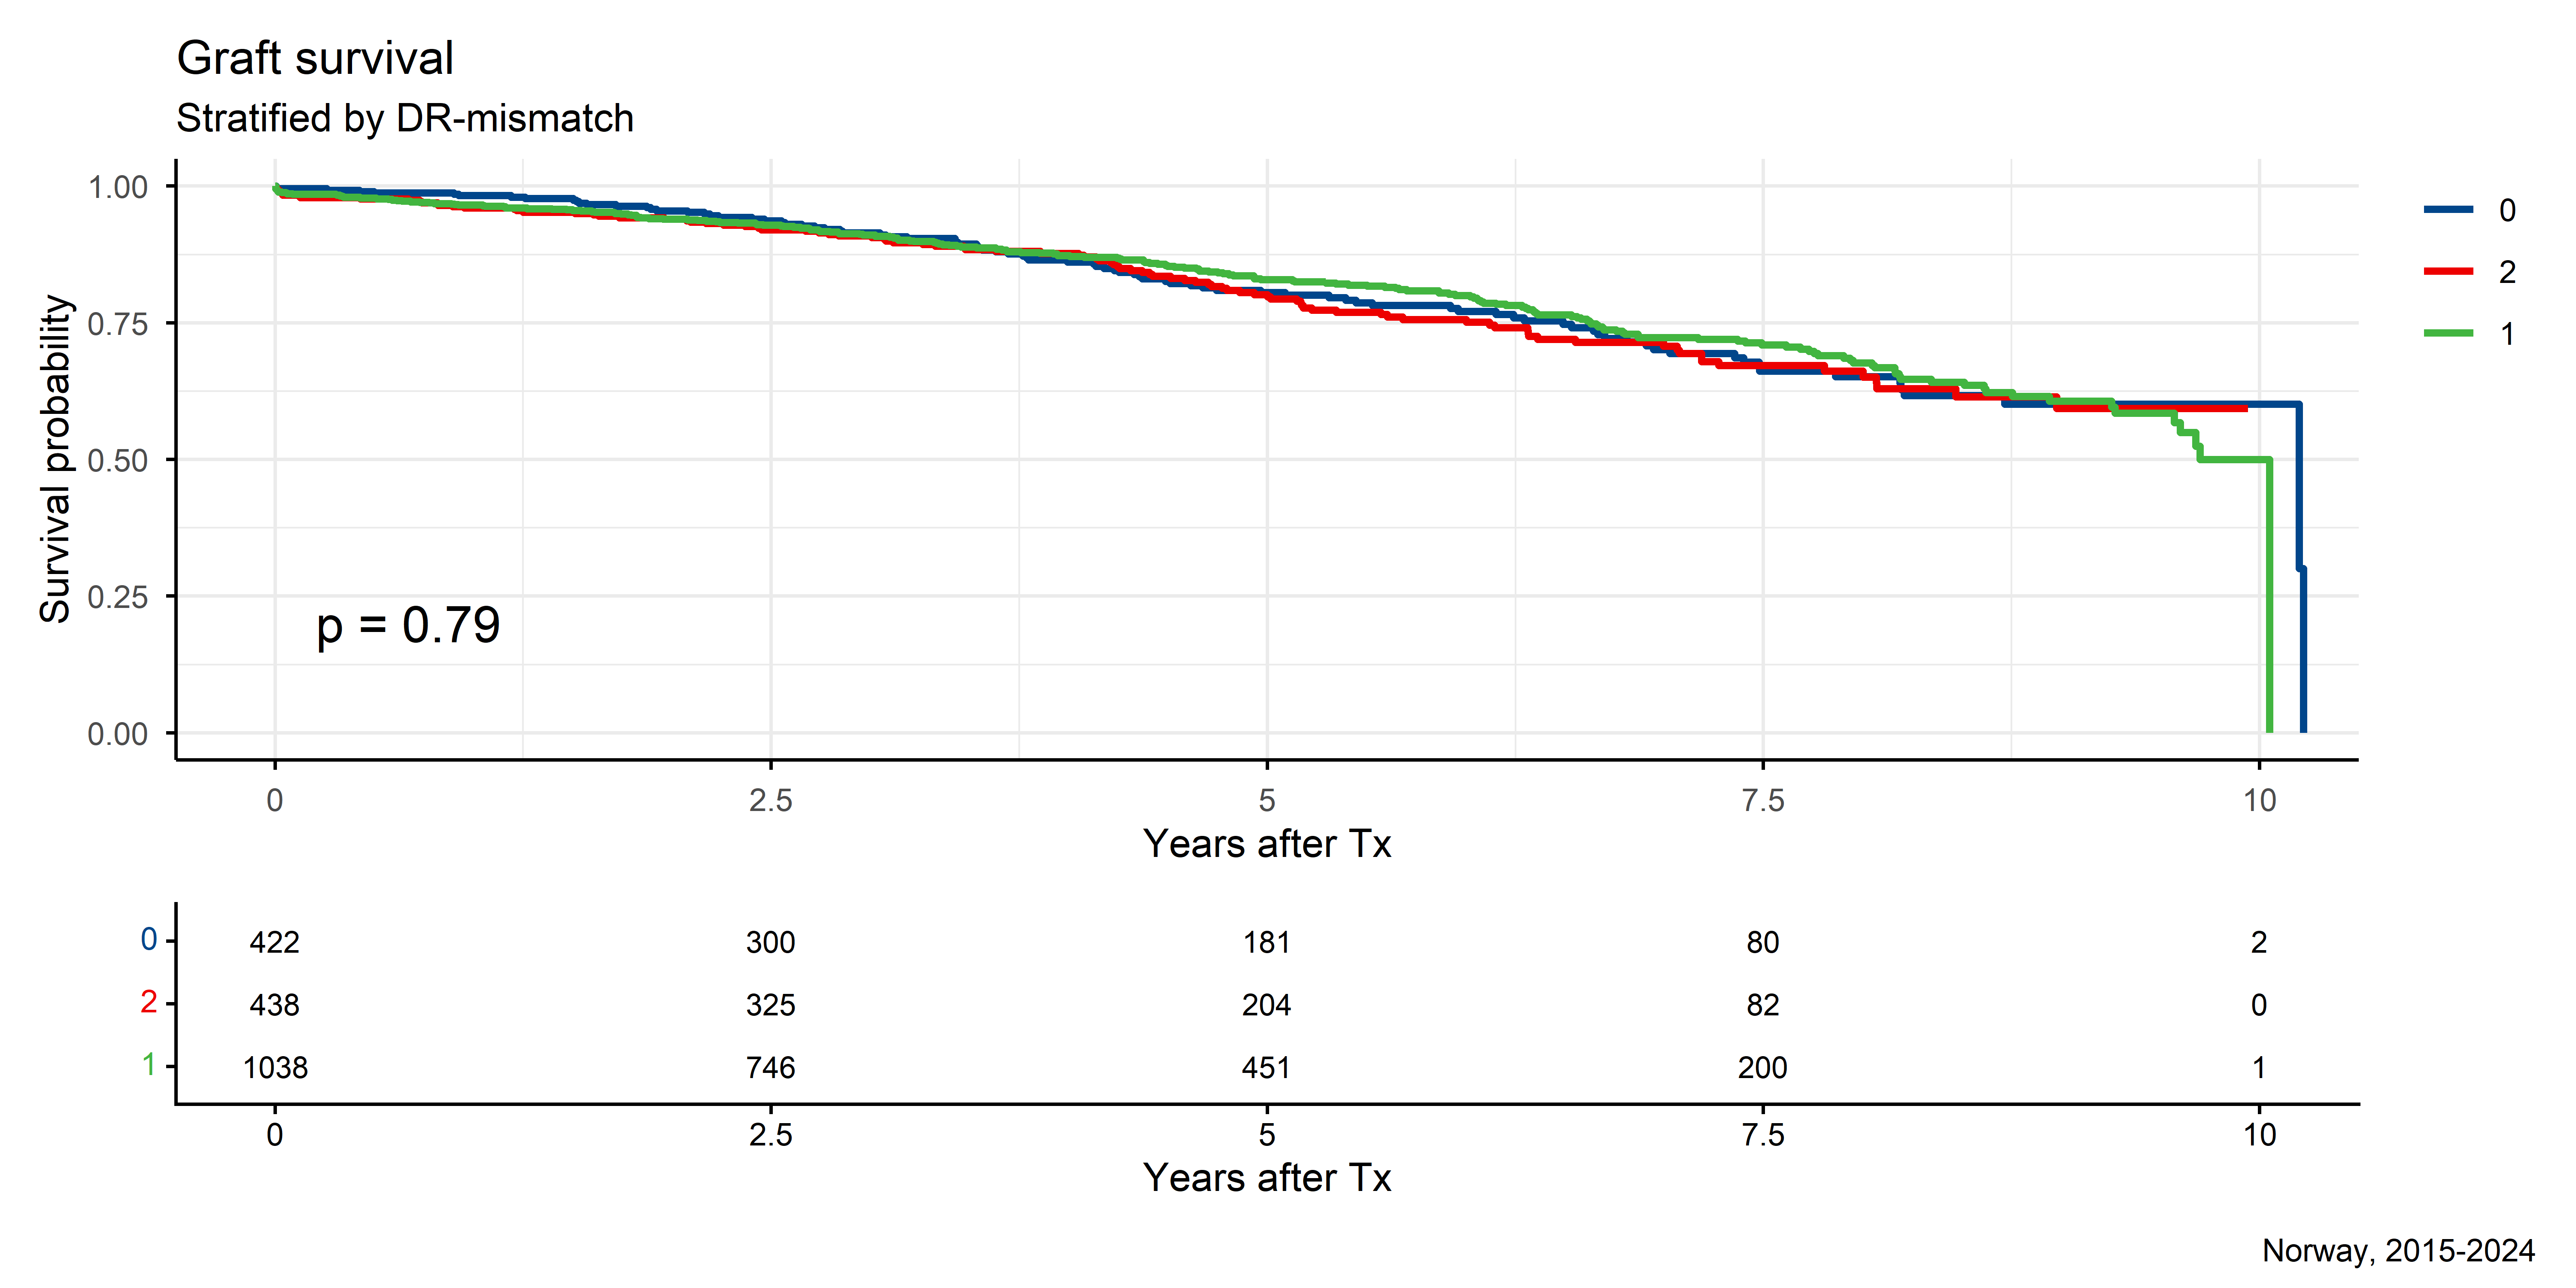 Graft survival
Stratified by DR-mismatch
1.00
0.75
0.50
0.25
0.00
Survival probability
p = 0.79
0
2
1
0 2.5 5 7.5 10
Years after Tx
0 422 300 181 80 2
2 438 325 204 82 0
1 1038 746 451 200 1
0 2.5 5 7.5 10
Years after Tx
Norway, 2015-2024